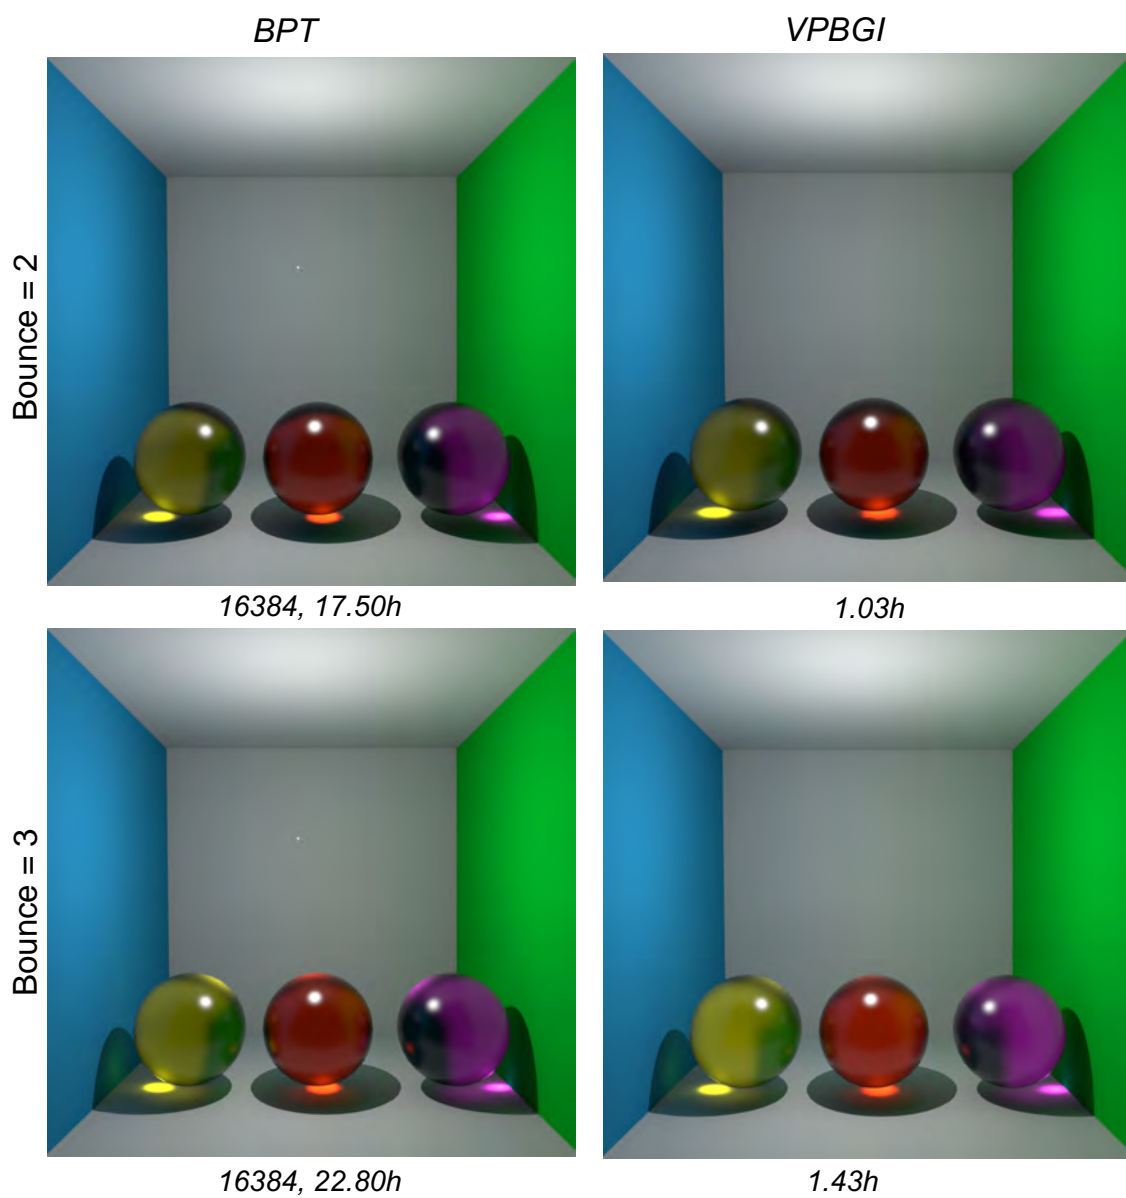 BPT
VPBGI
Bounce = 2
16384, 17.50h
1.03h
Bounce = 3
16384, 22.80h
1.43h